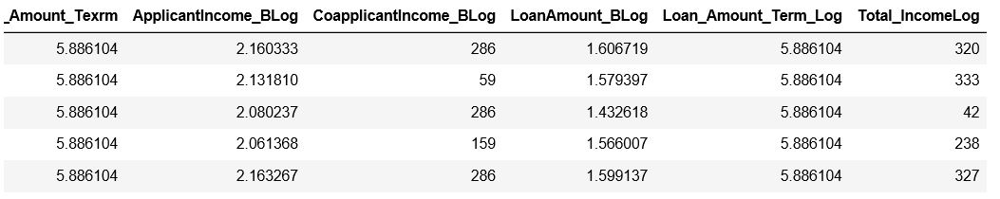 _Amount_Texrm ApplicantIncome_BLog CoapplicantIncome_BLog LoanAmount_BLog Loan_Amount_Term_Log Total_IncomeLog
5.886104 2.160333 286 1.606719 5.886104 320
5.886104 2.131810 59 1.579397 5.886104 333
5.886104 2.080237 286 1.432618 5.886104 42
5.886104 2.061368 159 1.566007 5.886104 238
5.886104 2.163267 286 1.599137 5.886104 327